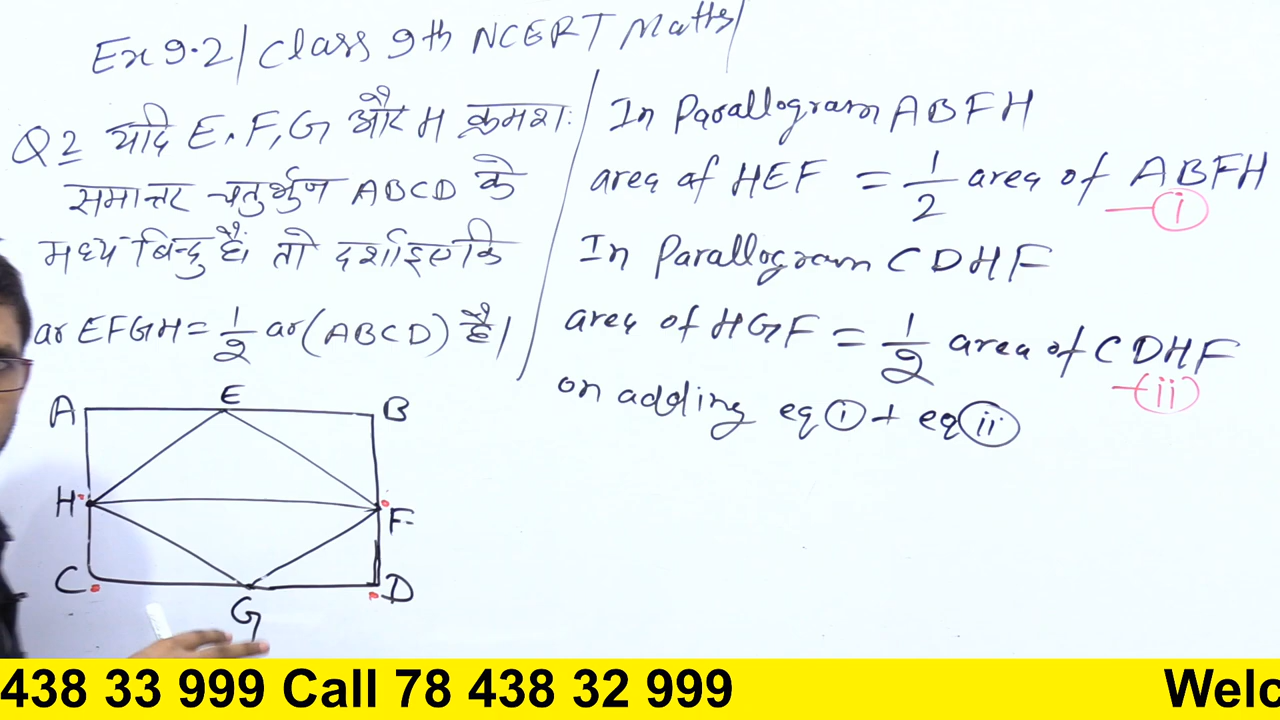 Ex 9.2/ Class 9th NCERT Maths/
Q2 यदि E, F, G और H क्रमशः
समान्तर चतुर्भुज ABCD के
मध्य बिन्दु हैं। तो दर्शाइए कि
ar EFGH = 1/2 ar(ABCD) है।
A E B
H F
C G D
In Parallogram ABFH
area of HEF = 1/2 area of ABFH
i
In Parallogram CDHF
area of HGF = 1/2 area of CDHF
ii
on adding eq i + eq ii
438 33 999 Call 78 438 32 999 Welc